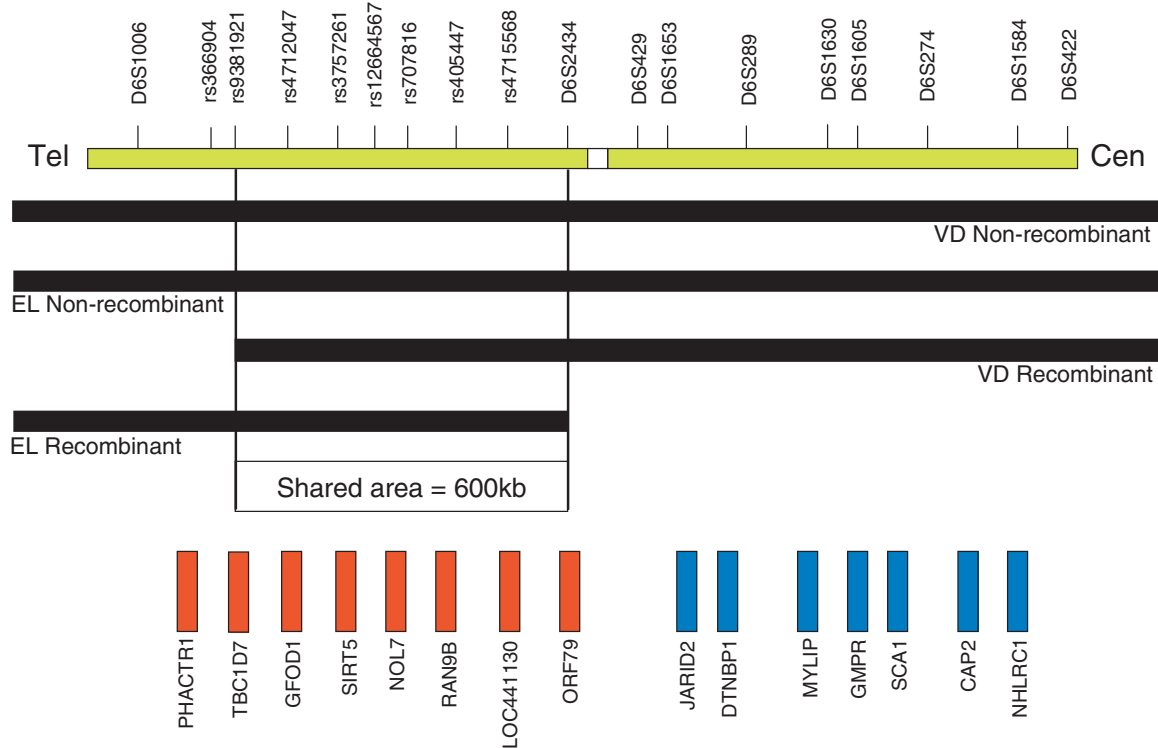 D6S1006
rs366904
rs9381921
rs4712047
rs3757261
rs12664567
rs707816
rs405447
rs4715568
D6S2434
D6S429
D6S1653
D6S289
D6S1630
D6S1605
D6S274
D6S1584
D6S422
Tel
Cen
VD Non-recombinant
EL Non-recombinant
VD Recombinant
EL Recombinant
Shared area = 600kb
PHACTR1
TBC1D7
GFOD1
SIRT5
NOL7
RAN9B
LOC441130
ORF79
JARID2
DTNBP1
MYLIP
GMPR
SCA1
CAP2
NHLRC1